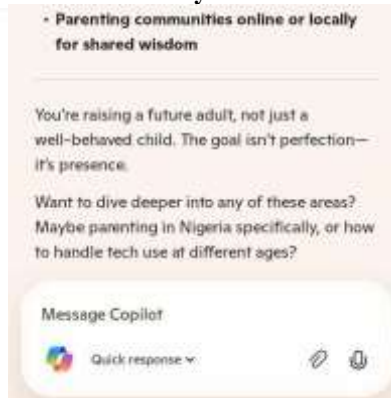 • Parenting communities online or locally
for shared wisdom
You're raising a future adult, not just a
well-behaved child. The goal isn't perfection—
it's presence.
Want to dive deeper into any of these areas?
Maybe parenting in Nigeria specifically, or how
to handle tech use at different ages?
Message Copilot
Quick response